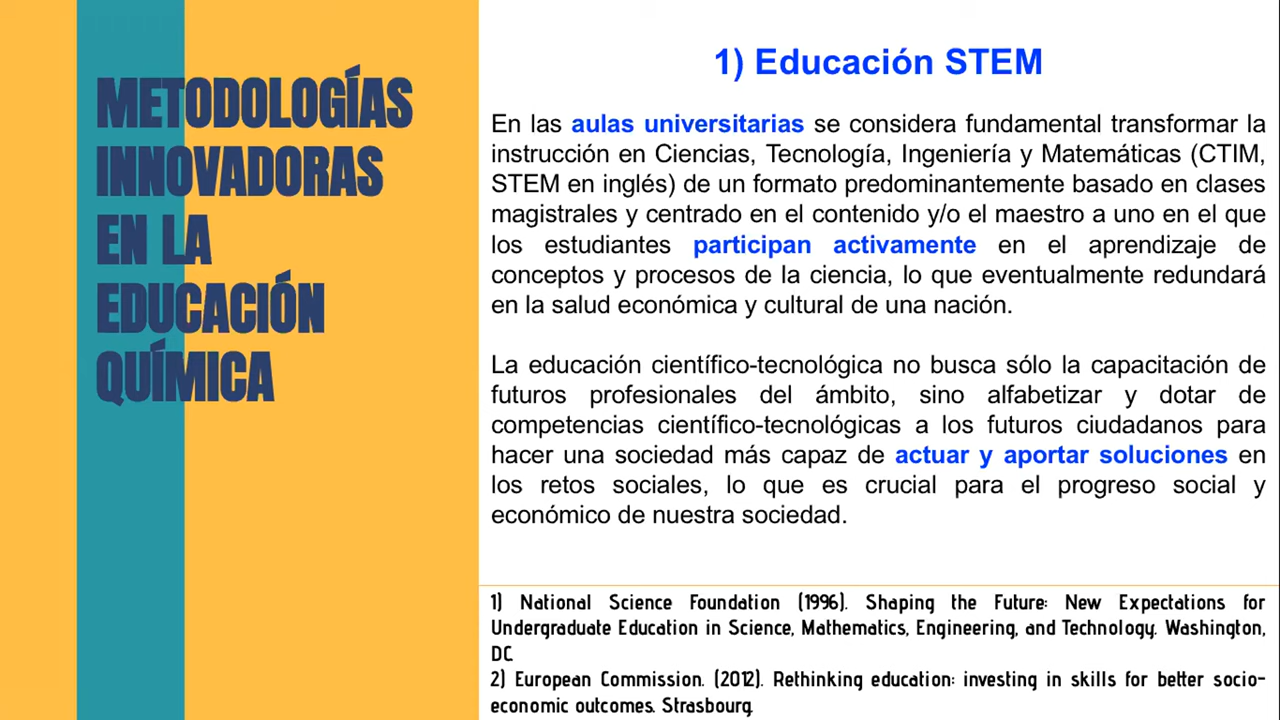 METODOLOGÍAS
INNOVADORAS
EN LA
EDUCACIÓN
QUÍMICA
1) Educación STEM
En las aulas universitarias se considera fundamental transformar la
instrucción en Ciencias, Tecnología, Ingeniería y Matemáticas (CTIM,
STEM en inglés) de un formato predominantemente basado en clases
magistrales y centrado en el contenido y/o el maestro a uno en el que
los estudiantes participan activamente en el aprendizaje de
conceptos y procesos de la ciencia, lo que eventualmente redundará
en la salud económica y cultural de una nación.
La educación científico-tecnológica no busca sólo la capacitación de
futuros profesionales del ámbito, sino alfabetizar y dotar de
competencias científico-tecnológicas a los futuros ciudadanos para
hacer una sociedad más capaz de actuar y aportar soluciones en
los retos sociales, lo que es crucial para el progreso social y
económico de nuestra sociedad.
1) National Science Foundation (1996). Shaping the Future: New Expectations for
Undergraduate Education in Science, Mathematics, Engineering, and Technology. Washington,
DC
2) European Commission. (2012). Rethinking education: investing in skills for better socio-
economic outcomes. Strasbourg.